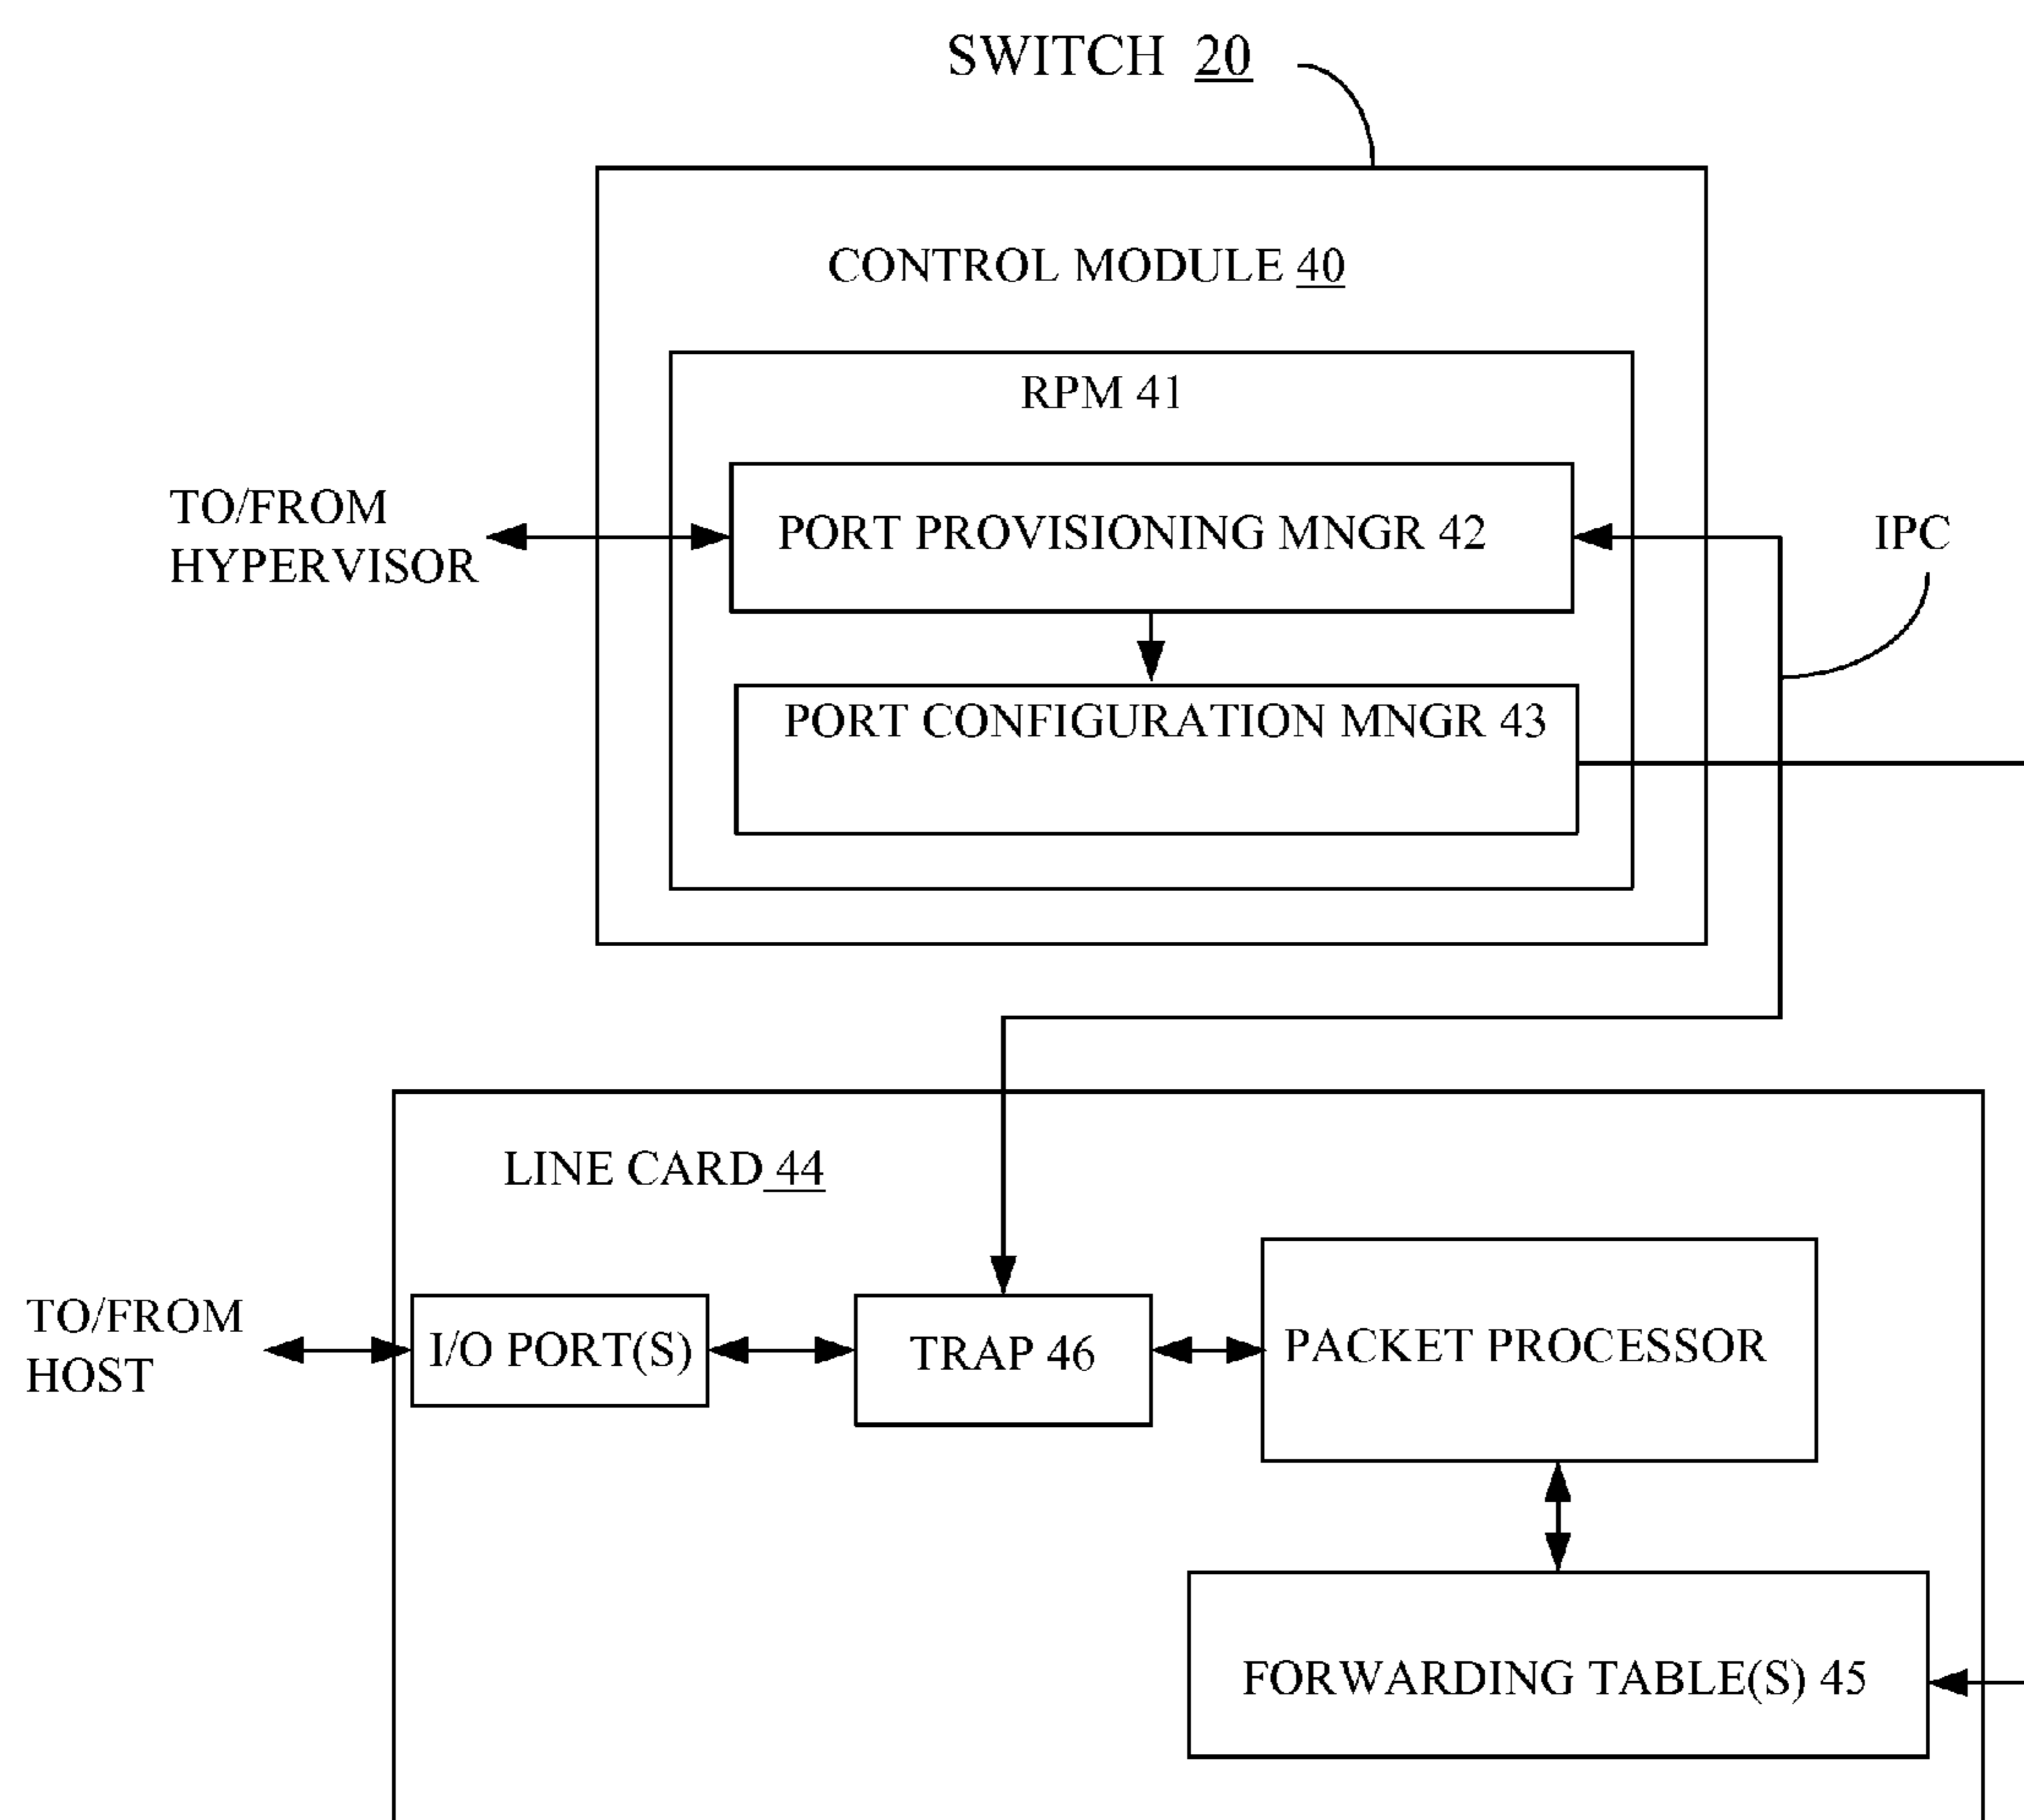 SWITCH 20
CONTROL MODULE 40
RPM 41
TO/FROM
HYPERVISOR
PORT PROVISIONING MNGR 42
IPC
PORT CONFIGURATION MNGR 43
LINE CARD 44
TO/FROM
HOST
I/O PORT(S)
TRAP 46
PACKET PROCESSOR
FORWARDING TABLE(S) 45